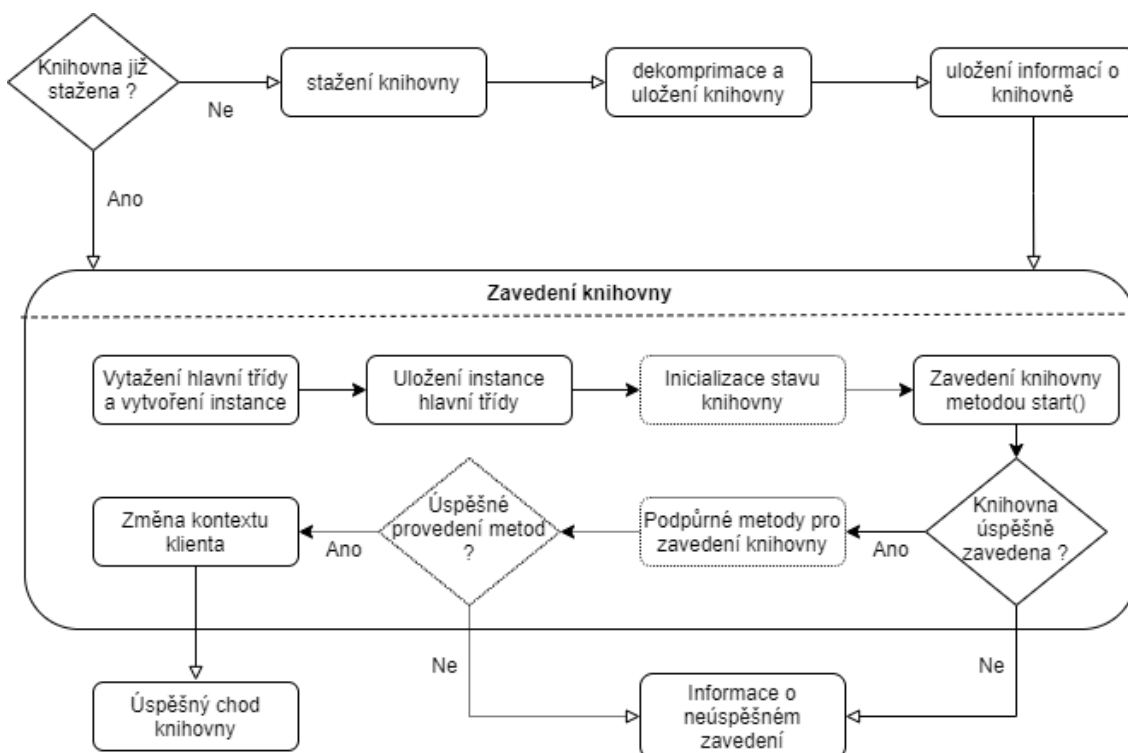 Knihovna již
stažena ?
Ne
stažení knihovny
dekomprimace a
uložení knihovny
uložení informací o
knihovně
Ano
Zavedení knihovny
Vytažení hlavní třídy
a vytvoření instance
Uložení instance
hlavní třídy
Inicializace stavu
knihovny
Zavedení knihovny
metodou start()
Knihovna
úspěšně
zavedena ?
Ano
Podpůrné metody pro
zavedení knihovny
Úspěšné
provedení metod
?
Ano
Změna kontextu
klienta
Ne
Ne
Úspěšný chod
knihovny
Informace o
neúspěšném
zavedení